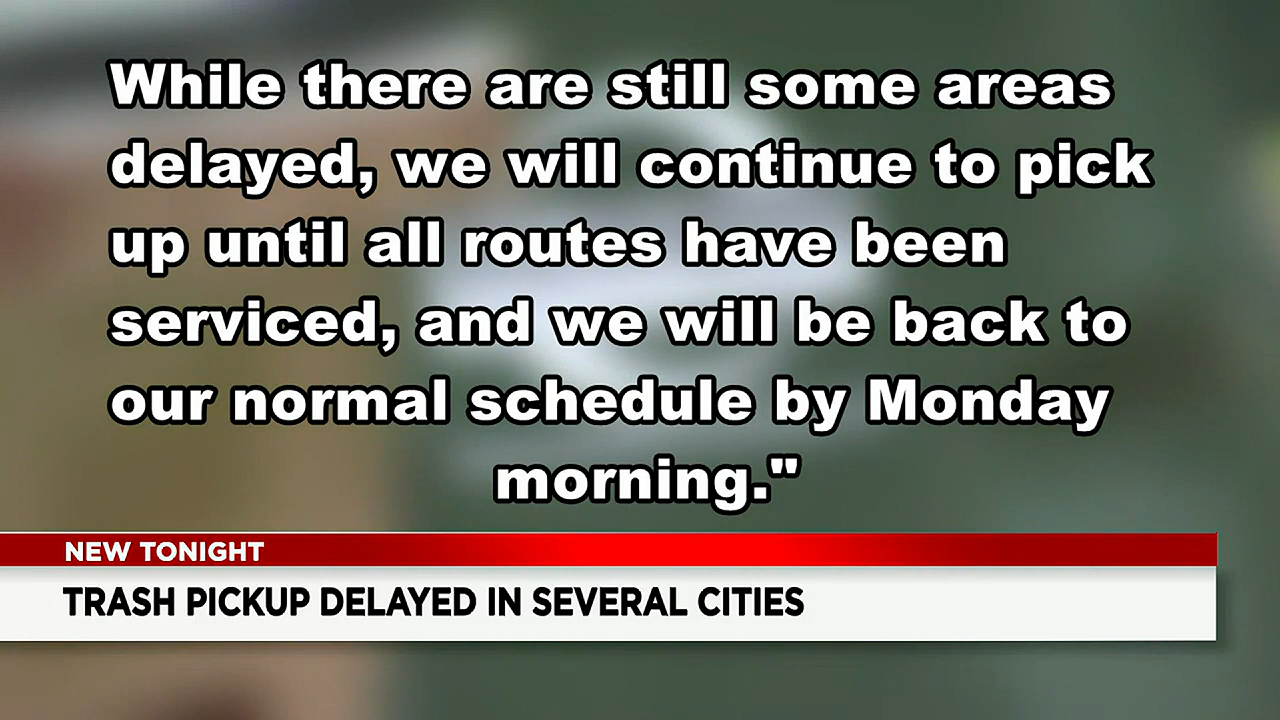 While there are still some areas
delayed, we will continue to pick
up until all routes have been
serviced, and we will be back to
our normal schedule by Monday
morning."
NEW TONIGHT
TRASH PICKUP DELAYED IN SEVERAL CITIES